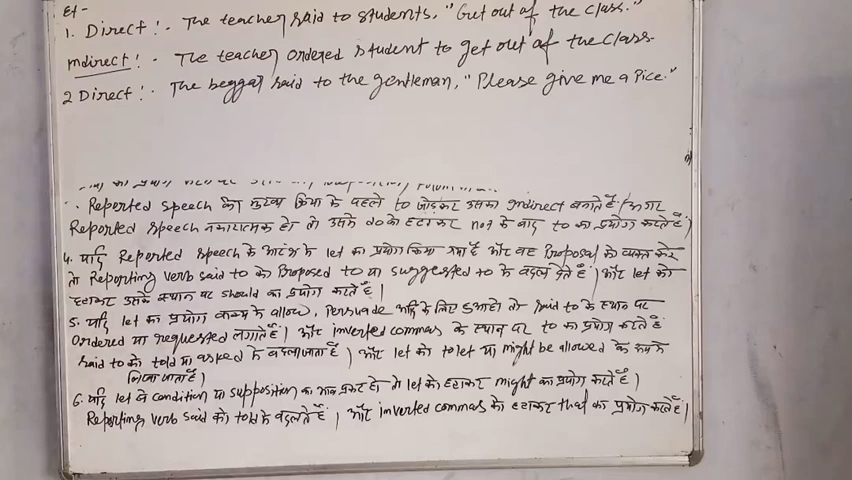 Ex -
1. Direct :- The teacher said to students, "Get out of the class."
Indirect :- The teacher ordered student to get out of the class.
2 Direct :- The beggar said to the gentleman, "Please give me a Pice."
Reported speech की मुख्य क्रिया के पहले to जोड़कर उसका Indirect बनाते हैं। अगर
Reported speech नकारात्मक हो तो उसके do को हटाकर not के बाद to का प्रयोग करते हैं।
4. यदि Reported speech के आरंभ में let का प्रयोग किया गया है और वह Proposal को व्यक्त करे
तो Reporting verb said to को Proposed to या suggested to में बदल देते हैं। और let को
हटाकर उसके स्थान पर should का प्रयोग करते हैं।
5. यदि let का प्रयोग वाक्य में allow, Persuade आदि के लिए हुआ हो तो said to के स्थान पर
Ordered या requested लगाते हैं। और inverted commas के स्थान पर to का प्रयोग करते हैं
said to को told या asked में बदला जाता है। और let को to let या might be allowed के रूप में
लिखा जाता है।
6. यदि let से condition या supposition का भाव प्रकट हो तो let को हटाकर might का प्रयोग करते हैं।
Reporting verb said को told में बदलते हैं। और inverted commas को हटाकर that का प्रयोग करते हैं।